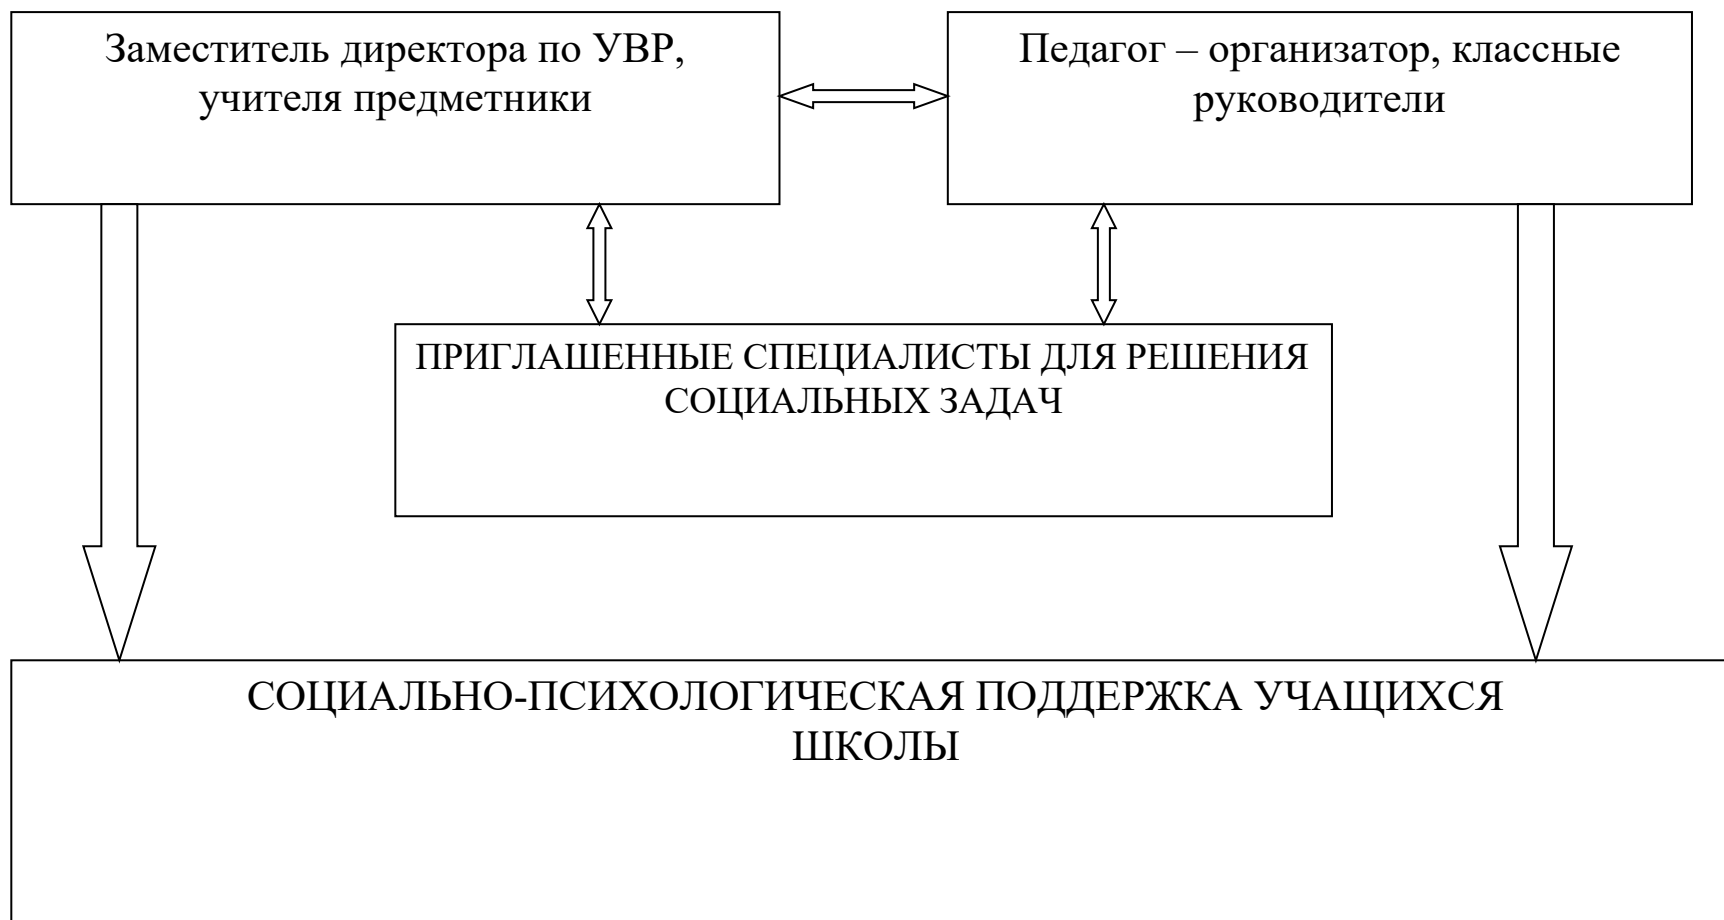 Заместитель директора по УВР,
учителя предметники
Педагог – организатор, классные
руководители
ПРИГЛАШЕННЫЕ СПЕЦИАЛИСТЫ ДЛЯ РЕШЕНИЯ
СОЦИАЛЬНЫХ ЗАДАЧ
СОЦИАЛЬНО-ПСИХОЛОГИЧЕСКАЯ ПОДДЕРЖКА УЧАЩИХСЯ
ШКОЛЫ